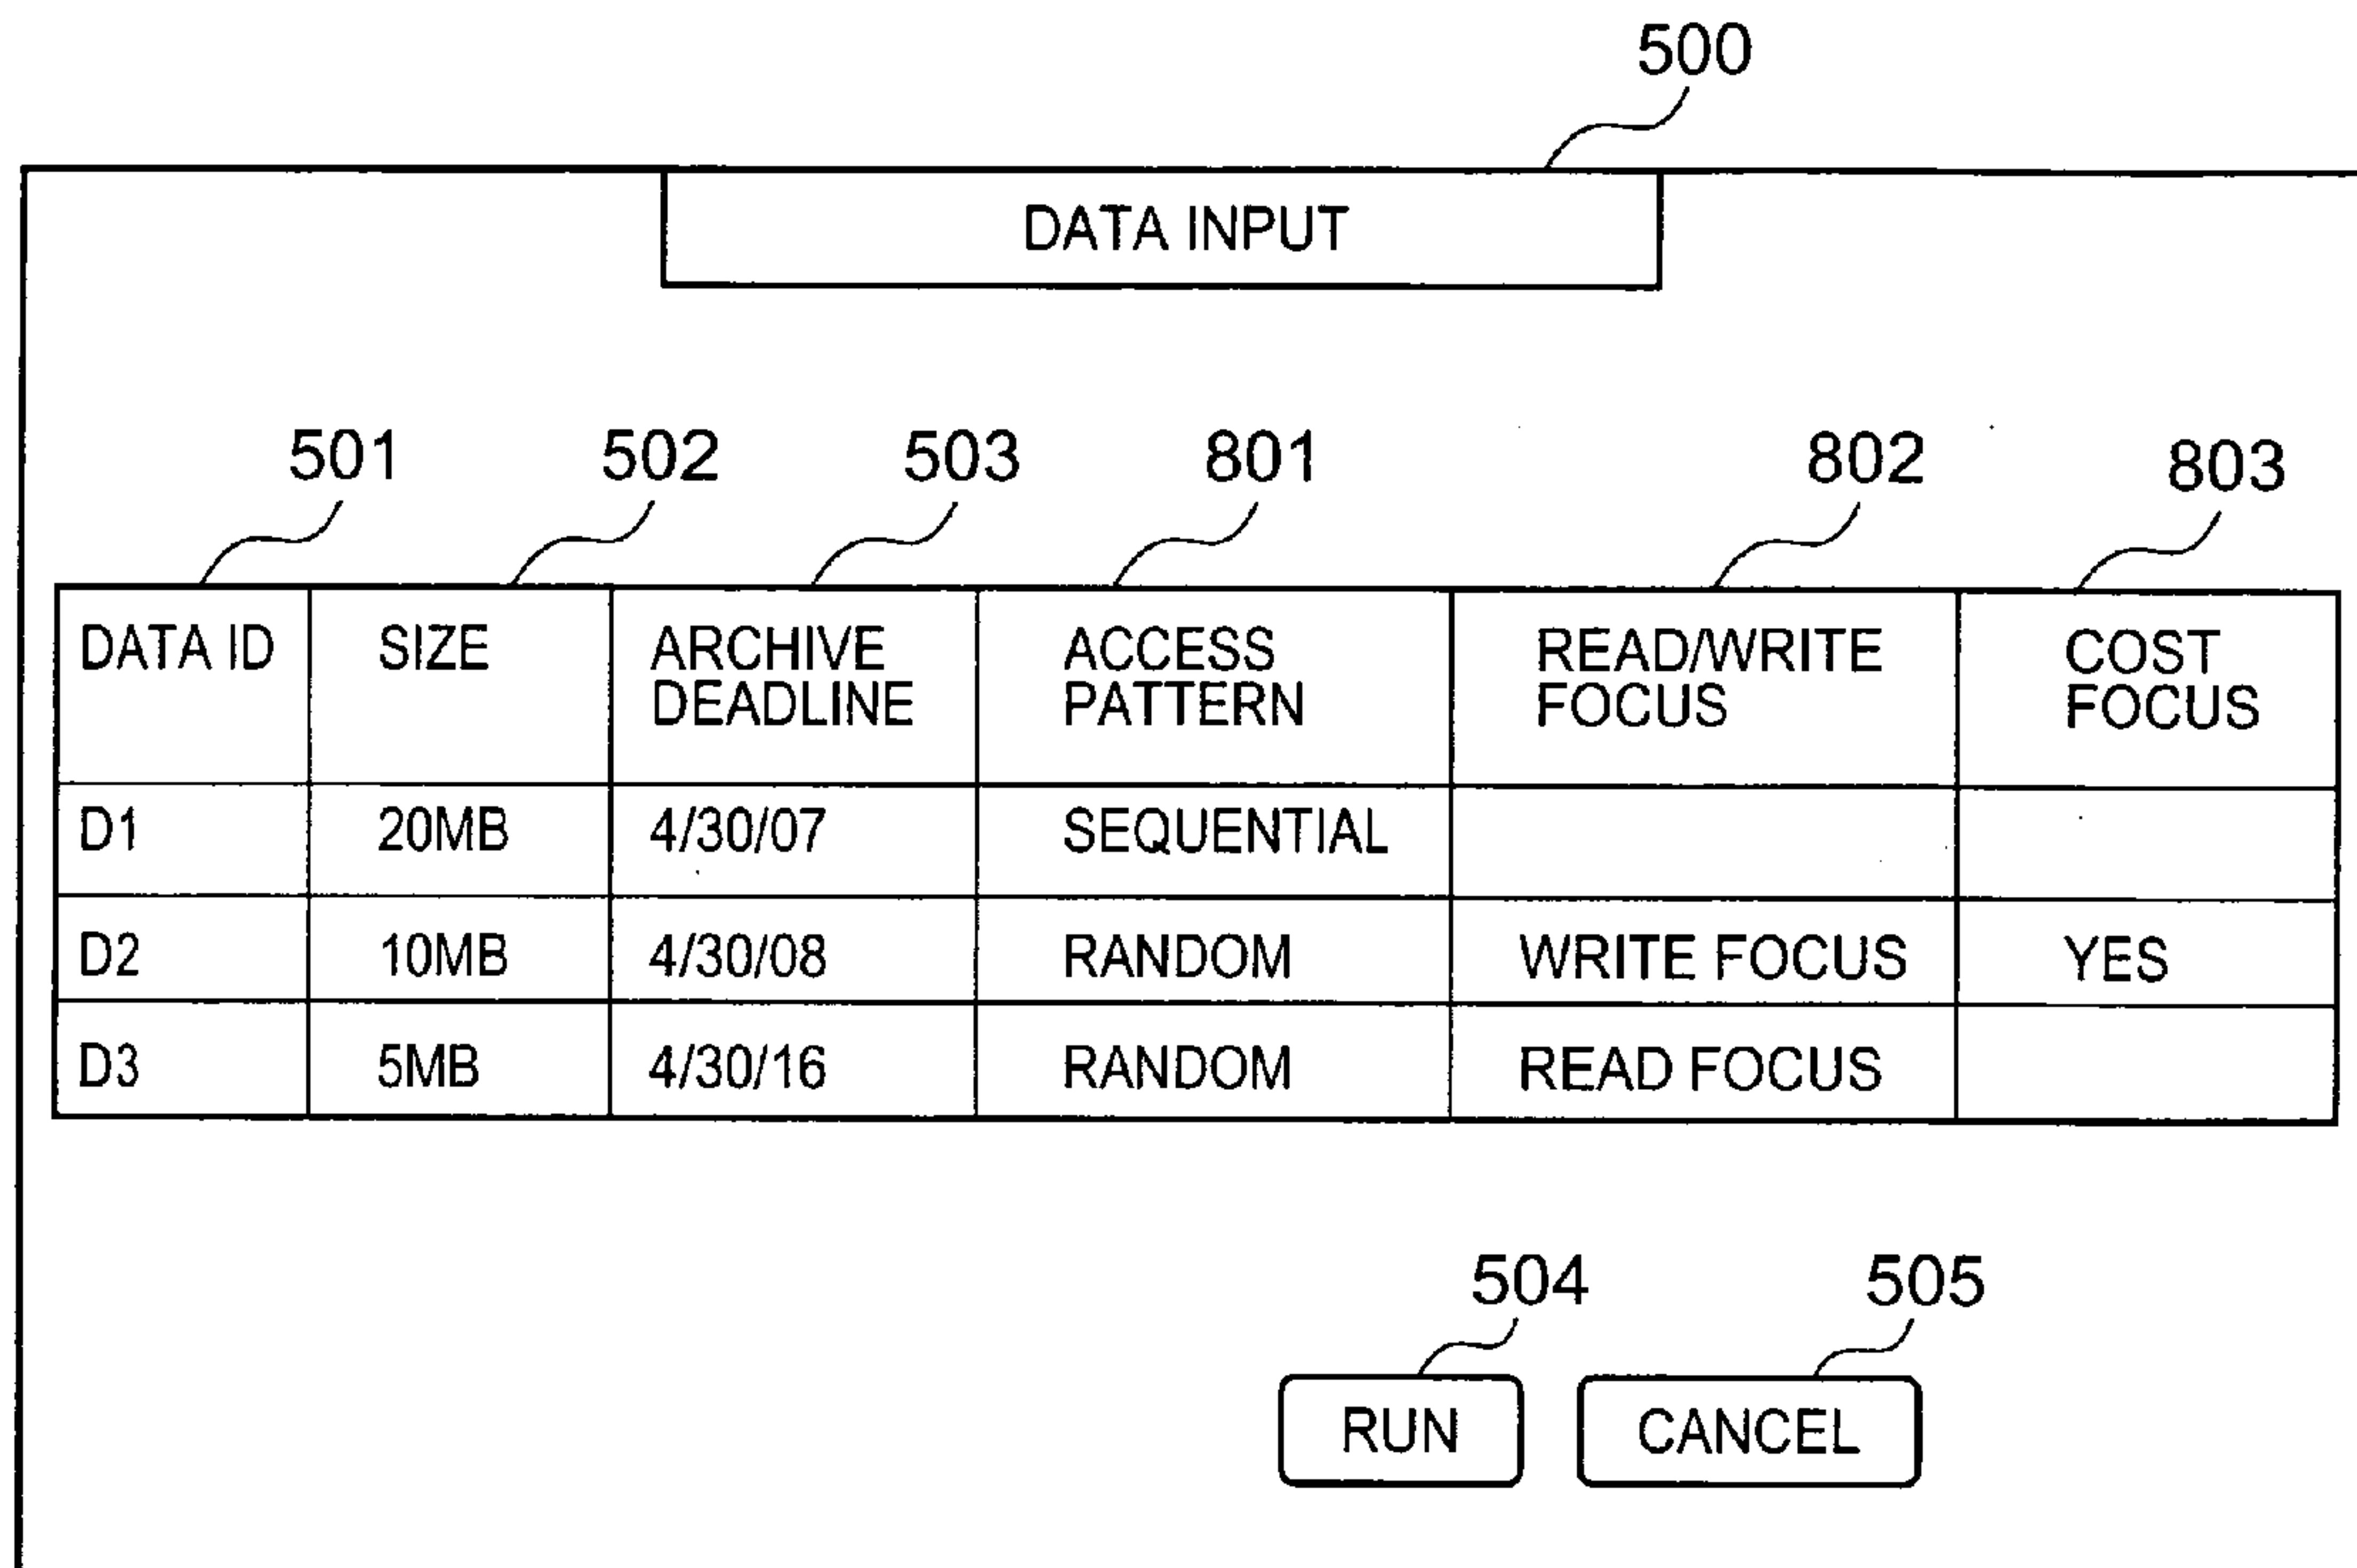 500
DATA INPUT
501 502 503 801 802 803
DATA ID SIZE ARCHIVE DEADLINE ACCESS PATTERN READ/WRITE FOCUS COST FOCUS
D1 20MB 4/30/07 SEQUENTIAL
D2 10MB 4/30/08 RANDOM WRITE FOCUS YES
D3 5MB 4/30/16 RANDOM READ FOCUS
504 505
RUN CANCEL